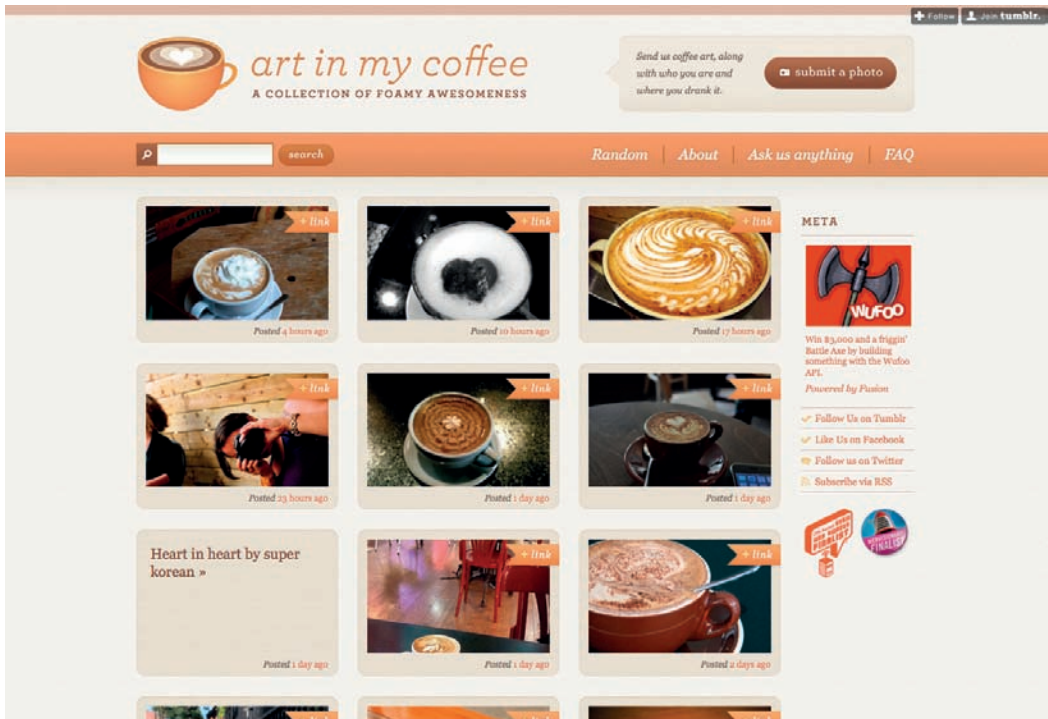 Follow
Join tumblr.
art in my coffee
A COLLECTION OF FOAMY AWESOMENESS
Send us coffee art, along
with who you are and
where you drank it.
submit a photo
search
Random
About
Ask us anything
FAQ
+ link
+ link
+ link
Posted 4 hours ago
Posted 10 hours ago
Posted 17 hours ago
+ link
+ link
+ link
Posted 23 hours ago
Posted 1 day ago
Posted 1 day ago
Heart in heart by super
korean »
+ link
+ link
Posted 1 day ago
Posted 1 day ago
Posted 2 days ago
+ link
+ link
+ link
META
WUFOO
Win $3,000 and a friggin'
Battle Axe by building
something with the Wufoo
API.
Powered by Fusion
Follow Us on Tumblr
Like Us on Facebook
Follow us on Twitter
Subscribe via RSS
FINALIST
FINALIST